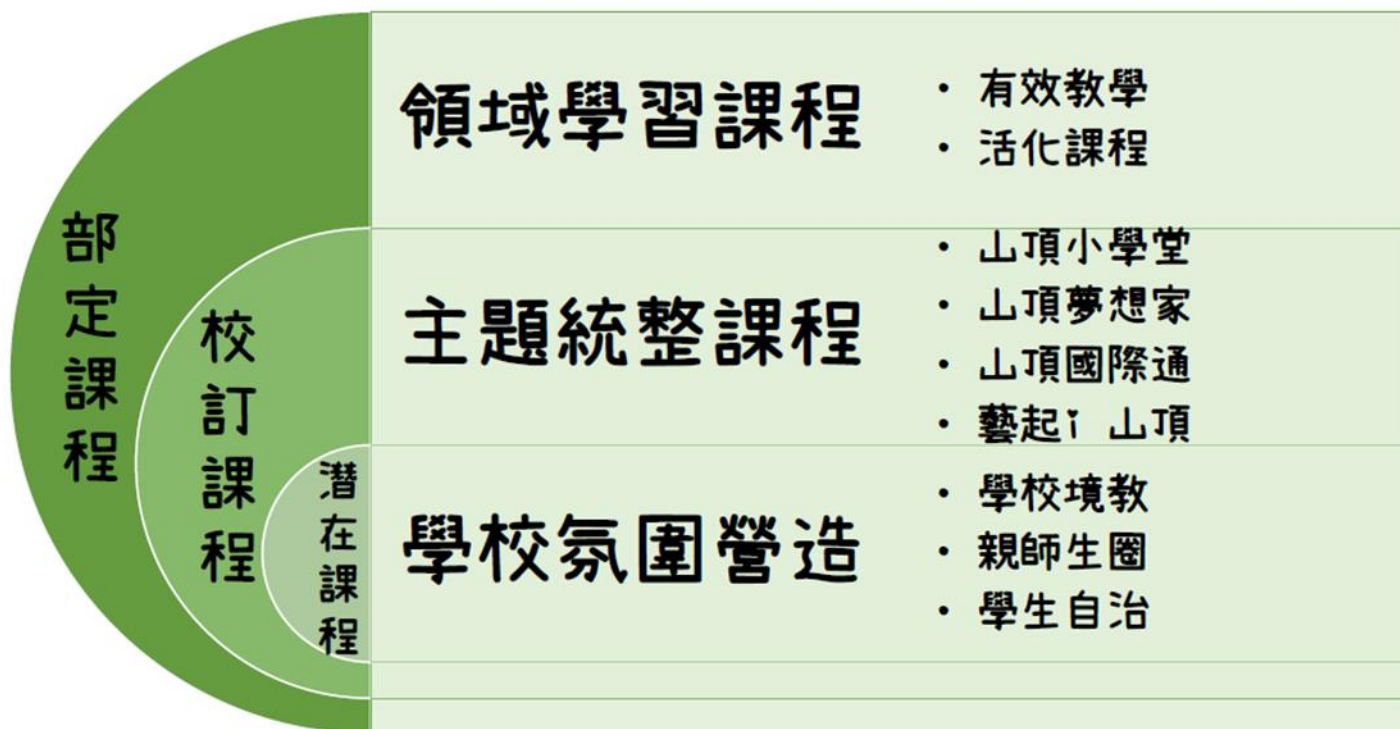 部定課程
校訂課程
潛在課程
領域學習課程
• 有效教學
• 活化課程
主題統整課程
• 山頂小學堂
• 山頂夢想家
• 山頂國際通
• 藝起i 山頂
學校氛圍營造
• 學校境教
• 親師生圈
• 學生自治